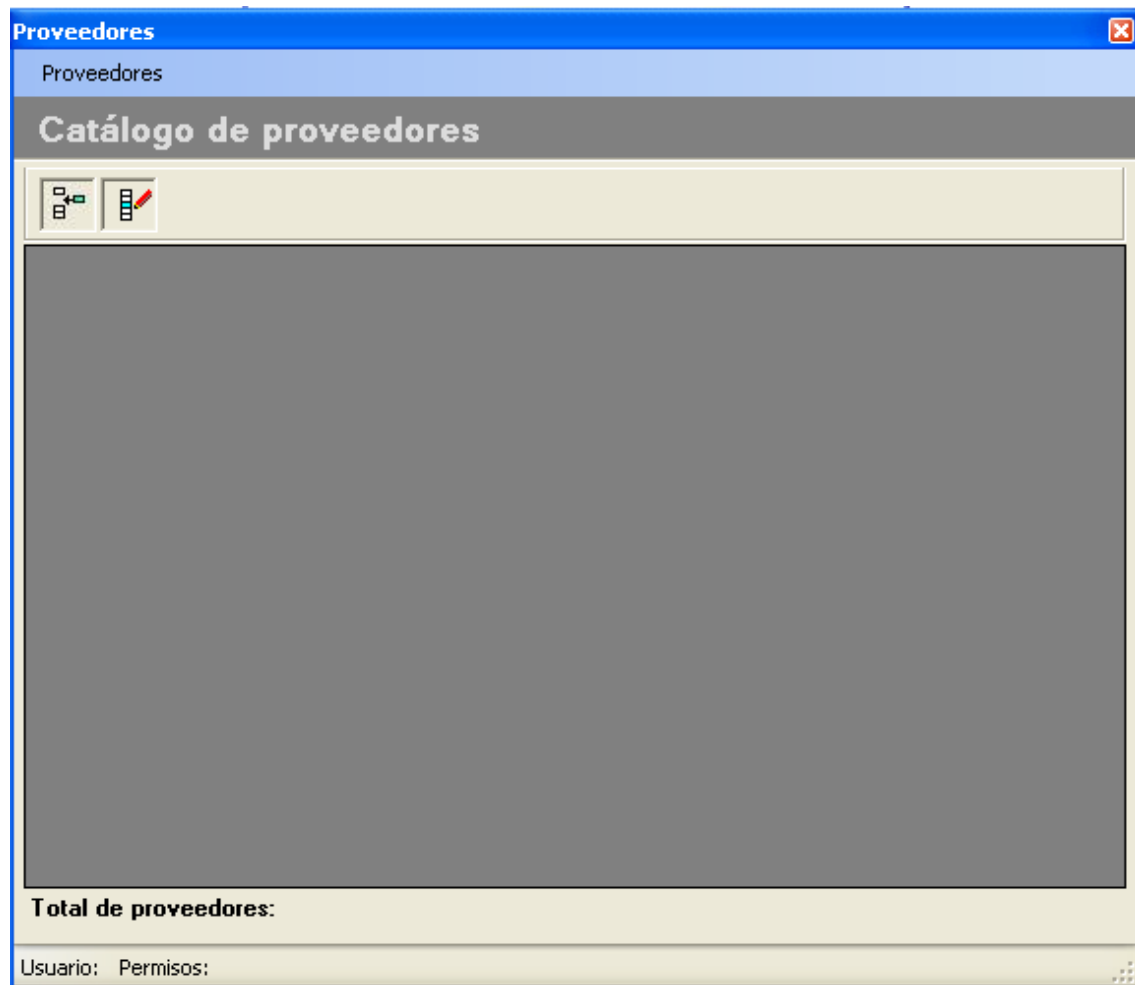 Proveedores
Proveedores
Catálogo de proveedores
Total de proveedores:
Usuario: Permisos: